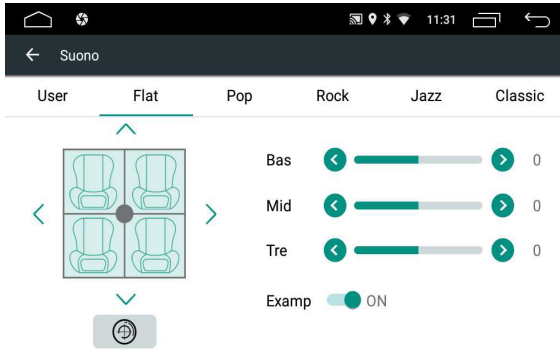 11:31
Suono
User Flat Pop Rock Jazz Classic
Bas 0
Mid 0
Tre 0
Examp ON